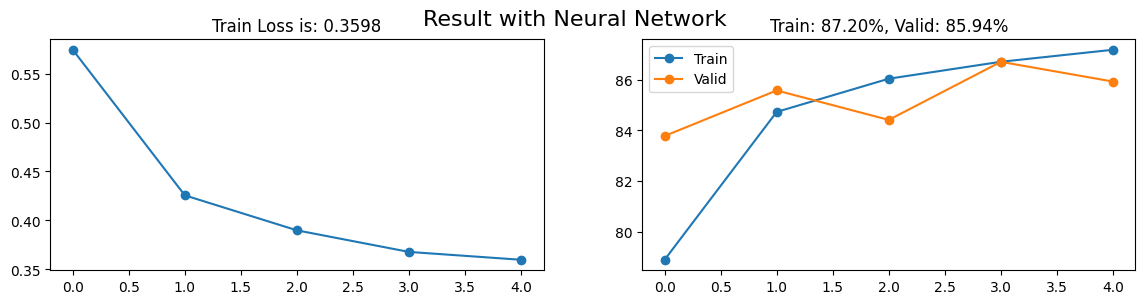 Result with Neural Network
Train Loss is: 0.3598
0.55
0.50
0.45
0.40
0.35
0.0 0.5 1.0 1.5 2.0 2.5 3.0 3.5 4.0
Train: 87.20%, Valid: 85.94%
Train
Valid
86
84
82
80
0.0 0.5 1.0 1.5 2.0 2.5 3.0 3.5 4.0